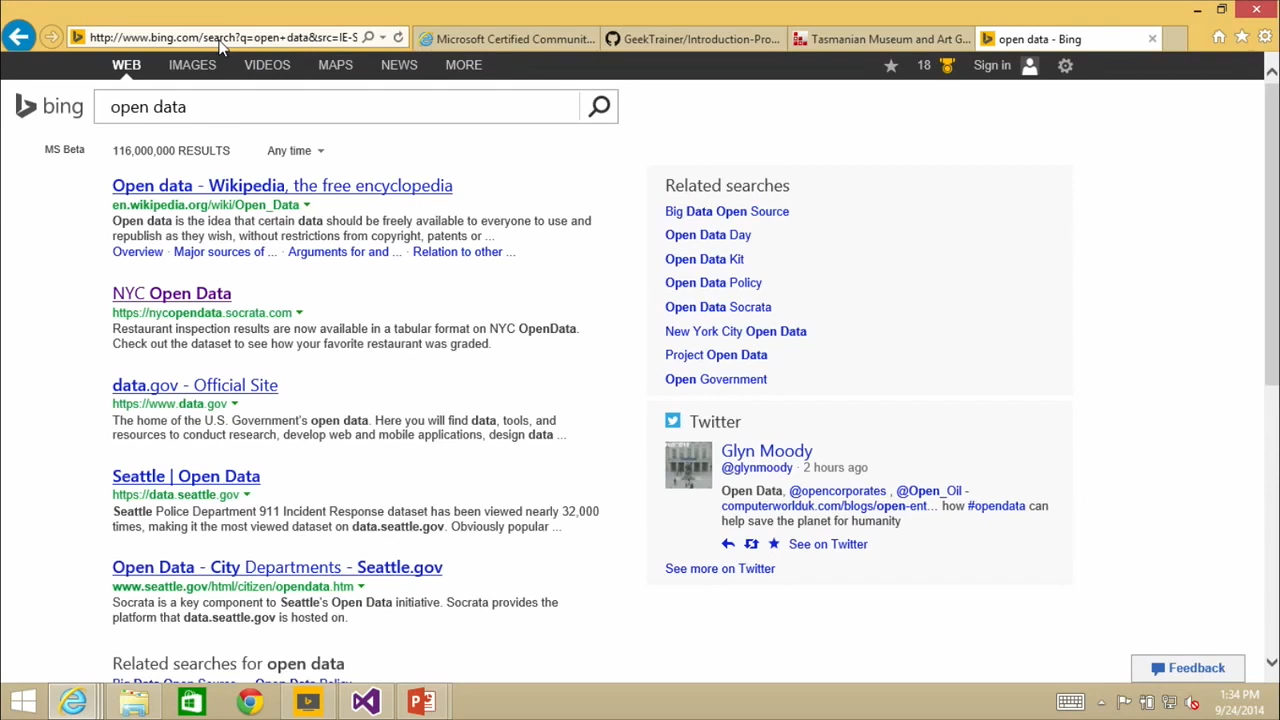 http://www.bing.com/search?q=open+data&src=IE-S
Microsoft Certified Communit...
GeekTrainer/Introduction-Pro...
Tasmanian Museum and Art G...
open data - Bing
WEB IMAGES VIDEOS MAPS NEWS MORE
18 Sign in
bing open data
MS Beta 116,000,000 RESULTS Any time
Open data - Wikipedia, the free encyclopedia
en.wikipedia.org/wiki/Open_Data
Open data is the idea that certain data should be freely available to everyone to use and
republish as they wish, without restrictions from copyright, patents or ...
Overview · Major sources of ... · Arguments for and ... · Relation to other ...
NYC Open Data
https://nycopendata.socrata.com
Restaurant inspection results are now available in a tabular format on NYC OpenData.
Check out the dataset to see how your favorite restaurant was graded.
data.gov - Official Site
https://www.data.gov
The home of the U.S. Government's open data. Here you will find data, tools, and
resources to conduct research, develop web and mobile applications, design data ...
Seattle | Open Data
https://data.seattle.gov
Seattle Police Department 911 Incident Response dataset has been viewed nearly 32,000
times, making it the most viewed dataset on data.seattle.gov. Obviously popular ...
Open Data - City Departments - Seattle.gov
www.seattle.gov/html/citizen/opendata.htm
Socrata is a key component to Seattle's Open Data initiative. Socrata provides the
platform that data.seattle.gov is hosted on.
Related searches for open data
Big Data Open Source Open Data Policy
Related searches
Big Data Open Source
Open Data Day
Open Data Kit
Open Data Policy
Open Data Socrata
New York City Open Data
Project Open Data
Open Government
Twitter
Glyn Moody
@glynmoody · 2 hours ago
Open Data, @opencorporates , @Open_Oil -
computerworlduk.com/blogs/open-ent... how #opendata can
help save the planet for humanity
See on Twitter
See more on Twitter
Feedback
1:34 PM
9/24/2014